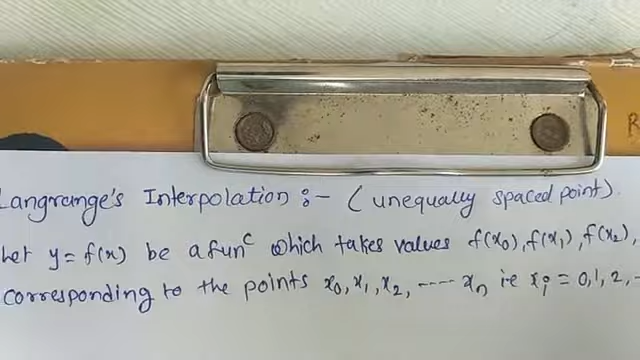 Langrange's Interpolation :- (unequally spaced point).
Let y = f(x) be a funᶜ which takes values f(x₀), f(x₁), f(x₂),
corresponding to the points x₀, x₁, x₂, ---- xₙ ie xᵢ = 0, 1, 2, -
R